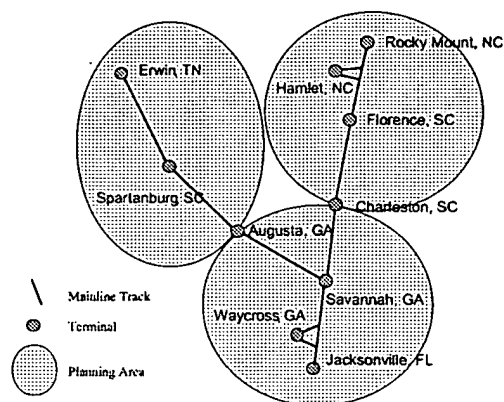 Rocky Mount, NC
Erwin, TN
Hamlet, NC
Florence, SC
Spartanburg, SC
Charleston, SC
Augusta, GA
Savannah, GA
Mainline Track
Waycross, GA
Terminal
Jacksonville, FL
Planning Area